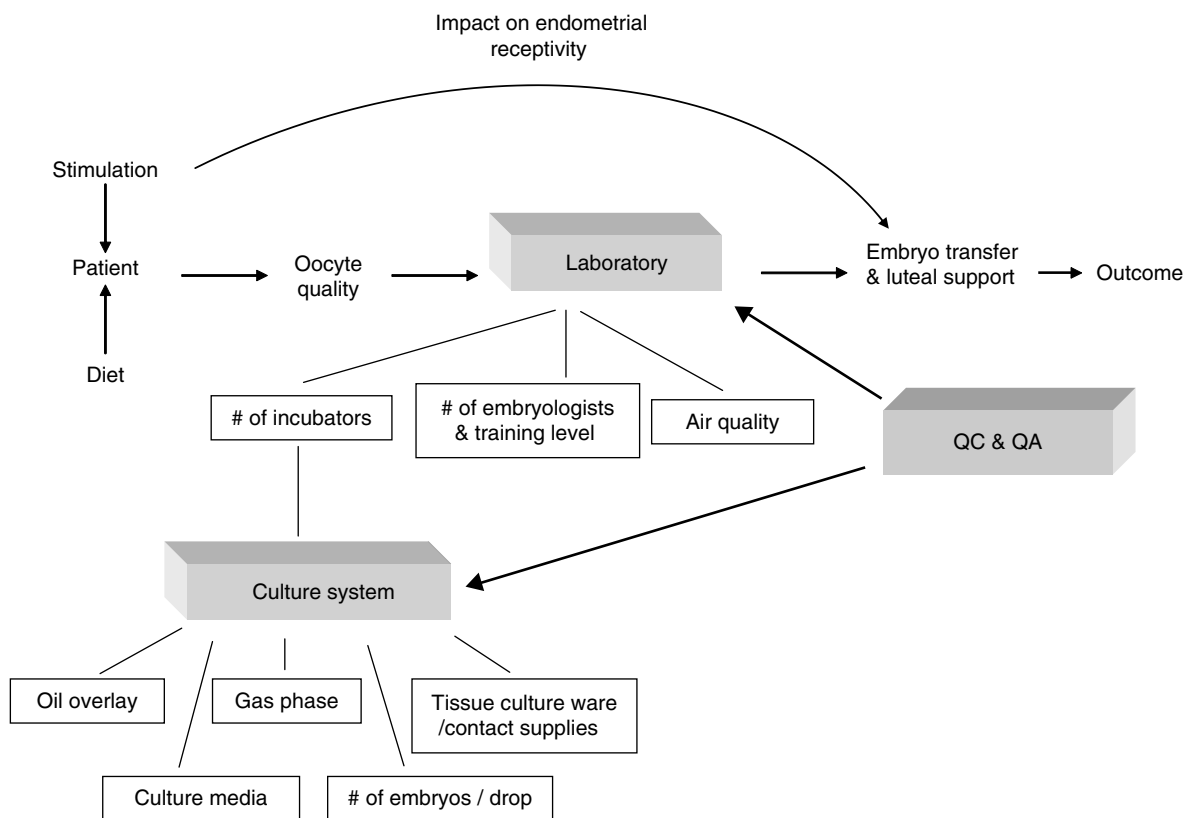 Impact on endometrial
receptivity
Stimulation
Patient
Diet
Oocyte
quality
Laboratory
Embryo transfer
& luteal support
Outcome
# of incubators
# of embryologists
& training level
Air quality
QC & QA
Culture system
Oil overlay
Gas phase
Tissue culture ware
/contact supplies
Culture media
# of embryos / drop